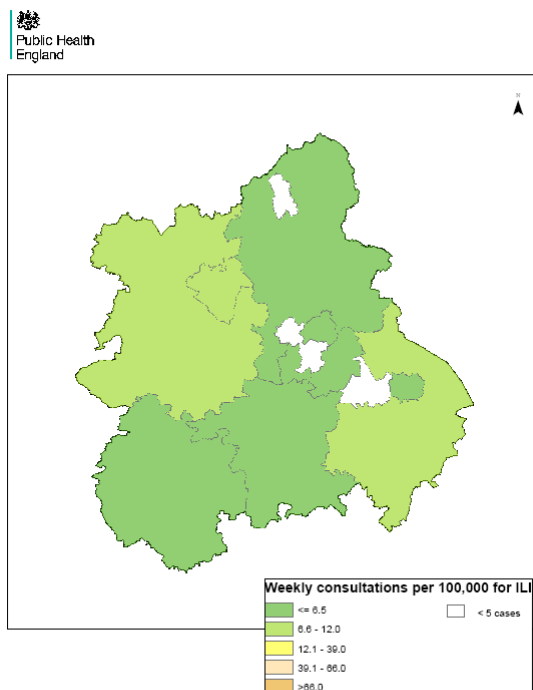 Public Health
England
N
Weekly consultations per 100,000 for ILI
<= 6.5
< 5 cases
6.6 - 12.0
12.1 - 39.0
39.1 - 66.0
>66.0